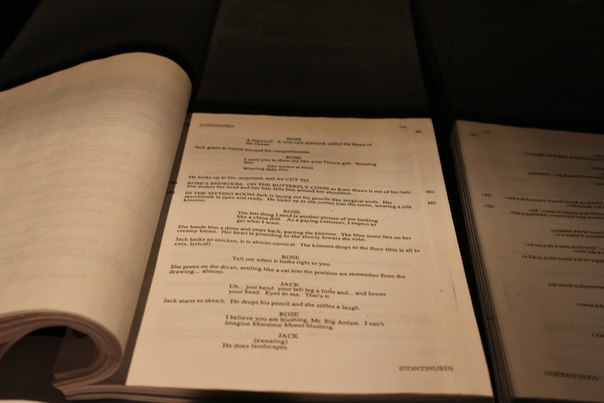 (CONTINUED)
ROSE
A diamond. A very rare diamond, called the Heart of
the Ocean.
Jack gazes at wealth beyond his comprehension.
ROSE
I want you to draw me like your French girl. Wearing
this.
(she smiles at him)
Wearing only this.
He looks up at her, surprised, and we CUT TO:
ROSE'S BEDROOM. ON THE BUTTERFLY COMB as Rose draws it out of her hair.
She shakes her head and her hair falls free around her shoulders.
IN THE SITTING ROOM Jack is laying out his pencils like surgical tools. His
sketchbook is open and ready. He looks up as she comes into the room, wearing a silk
kimono.
ROSE
The last thing I need is another picture of me looking
like a china doll. As a paying customer, I expect to
get what I want.
She hands him a dime and steps back, parting the kimono. The blue stone lies on her
creamy breast. Her heart is pounding as she slowly lowers the robe.
Jack looks so stricken, it is almost comical. The kimono drops to the floor (this is all in
cuts, lyrical).
ROSE
Tell me when it looks right to you.
She poses on the divan, settling like a cat into the position we remember from the
drawing... almost.
JACK
Uh... just bend your left leg a little and... and lower
your head. Eyes to me. That's it.
Jack starts to sketch. He drops his pencil and she stifles a laugh.
ROSE
I believe you are blushing, Mr. Big Artiste. I can't
imagine Monsieur Monet blushing.
JACK
(sweating)
He does landscapes.
(CONTINUED)